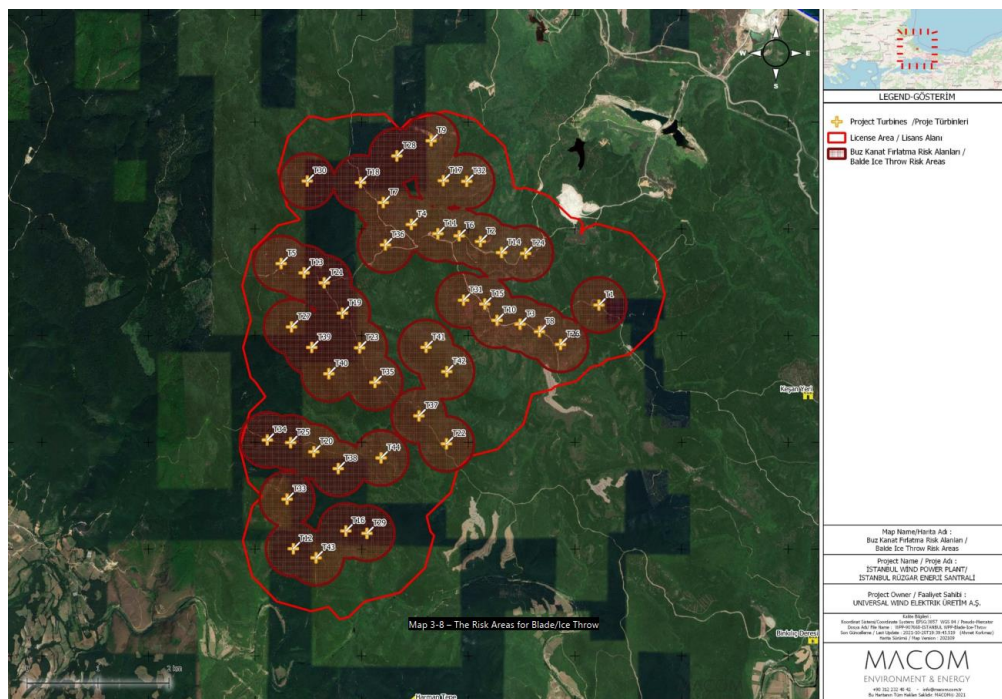 T9
T28
T30
T18
T17
T32
T7
T4
T11
T6
T2
T36
T14
T24
T5
T13
T21
T31
T15
T1
T19
T10
T3
T27
T8
T39
T23
T41
T26
T40
T35
T42
T37
T34
T25
T22
T20
T44
T38
T33
T16
T29
T12
T43
Map 3-8 – The Risk Areas for Blade/Ice Throw
Binkılıç Deresi
Harman Tepe
W
E
S
LEGEND-GÖSTERİM
Project Turbines /Proje Türbinleri
License Area / Lisans Alanı
Buz Kanat Fırlatma Risk Alanları /
Balde Ice Throw Risk Areas
Map Name/Harita Adı :
Buz Kanat Fırlatma Risk Alanları /
Balde Ice Throw Risk Areas
Project Name / Proje Adı :
İSTANBUL WIND POWER PLANT/
İSTANBUL RÜZGAR ENERJİ SANTRALİ
Project Owner / Faaliyet Sahibi :
UNIVERSAL WIND ELEKTRİK ÜRETİM A.Ş.
MACOM
ENVIRONMENT & ENERGY